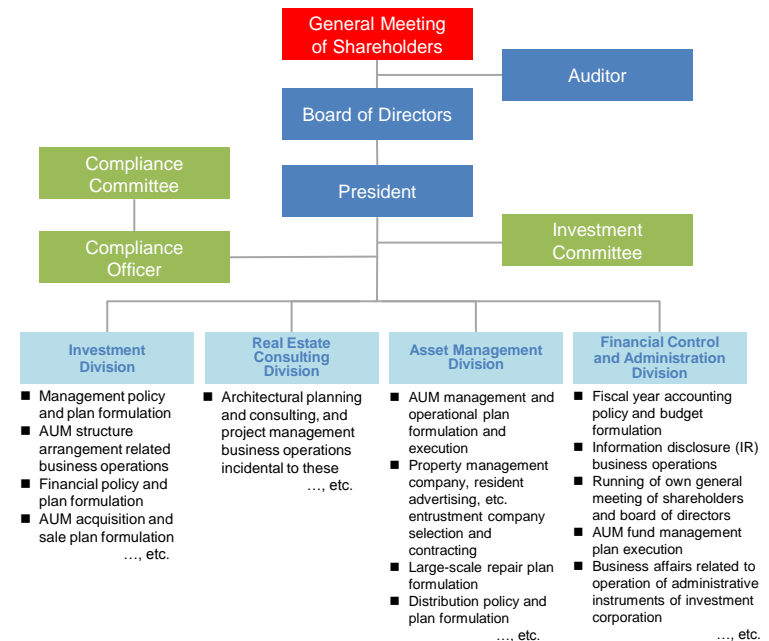 General Meeting
of Shareholders
Auditor
Board of Directors
Compliance
Committee
President
Compliance
Officer
Investment
Committee
Investment
Division
■ Management policy
and plan formulation
■ AUM structure
arrangement related
business operations
■ Financial policy and
plan formulation
■ AUM acquisition and
sale plan formulation
…, etc.
Real Estate
Consulting
Division
■ Architectural planning
and consulting, and
project management
business operations
incidental to these
…, etc.
Asset Management
Division
■ AUM management and
operational plan
formulation and
execution
■ Property management
company, resident
advertising, etc.
entrustment company
selection and
contracting
■ Large-scale repair plan
formulation
■ Distribution policy and
plan formulation
…, etc.
Financial Control
and Administration
Division
■ Fiscal year accounting
policy and budget
formulation
■ Information disclosure (IR)
business operations
■ Running of own general
meeting of shareholders
and board of directors
■ AUM fund management
plan execution
■ Business affairs related to
operation of administrative
instruments of investment
corporation
…, etc.